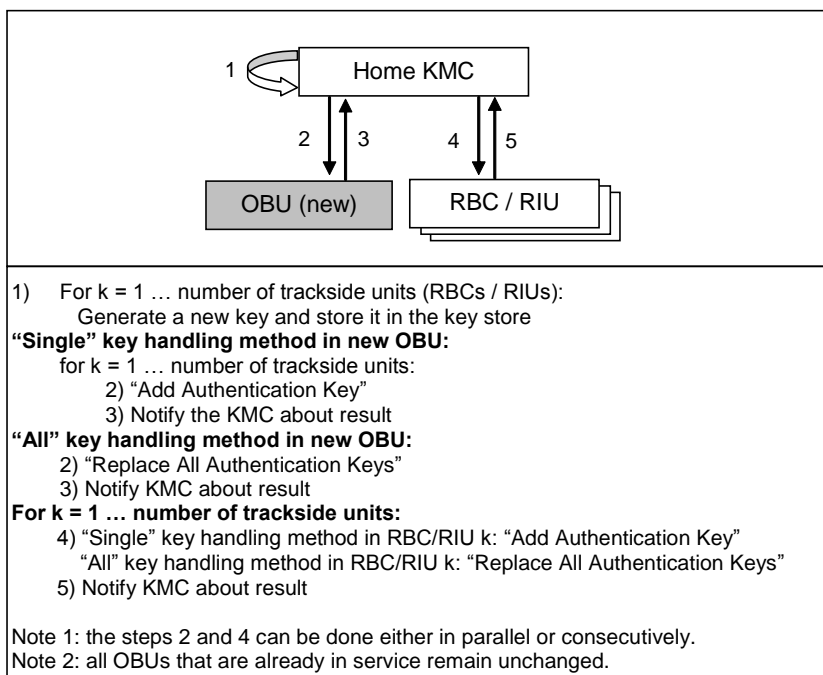 Home KMC
1
2
3
4
5
OBU (new)
RBC / RIU
1) For k = 1 … number of trackside units (RBCs / RIUs):
Generate a new key and store it in the key store
“Single” key handling method in new OBU:
for k = 1 … number of trackside units:
2) “Add Authentication Key”
3) Notify the KMC about result
“All” key handling method in new OBU:
2) “Replace All Authentication Keys”
3) Notify KMC about result
For k = 1 … number of trackside units:
4) “Single” key handling method in RBC/RIU k: “Add Authentication Key”
“All” key handling method in RBC/RIU k: “Replace All Authentication Keys”
5) Notify KMC about result
Note 1: the steps 2 and 4 can be done either in parallel or consecutively.
Note 2: all OBUs that are already in service remain unchanged.